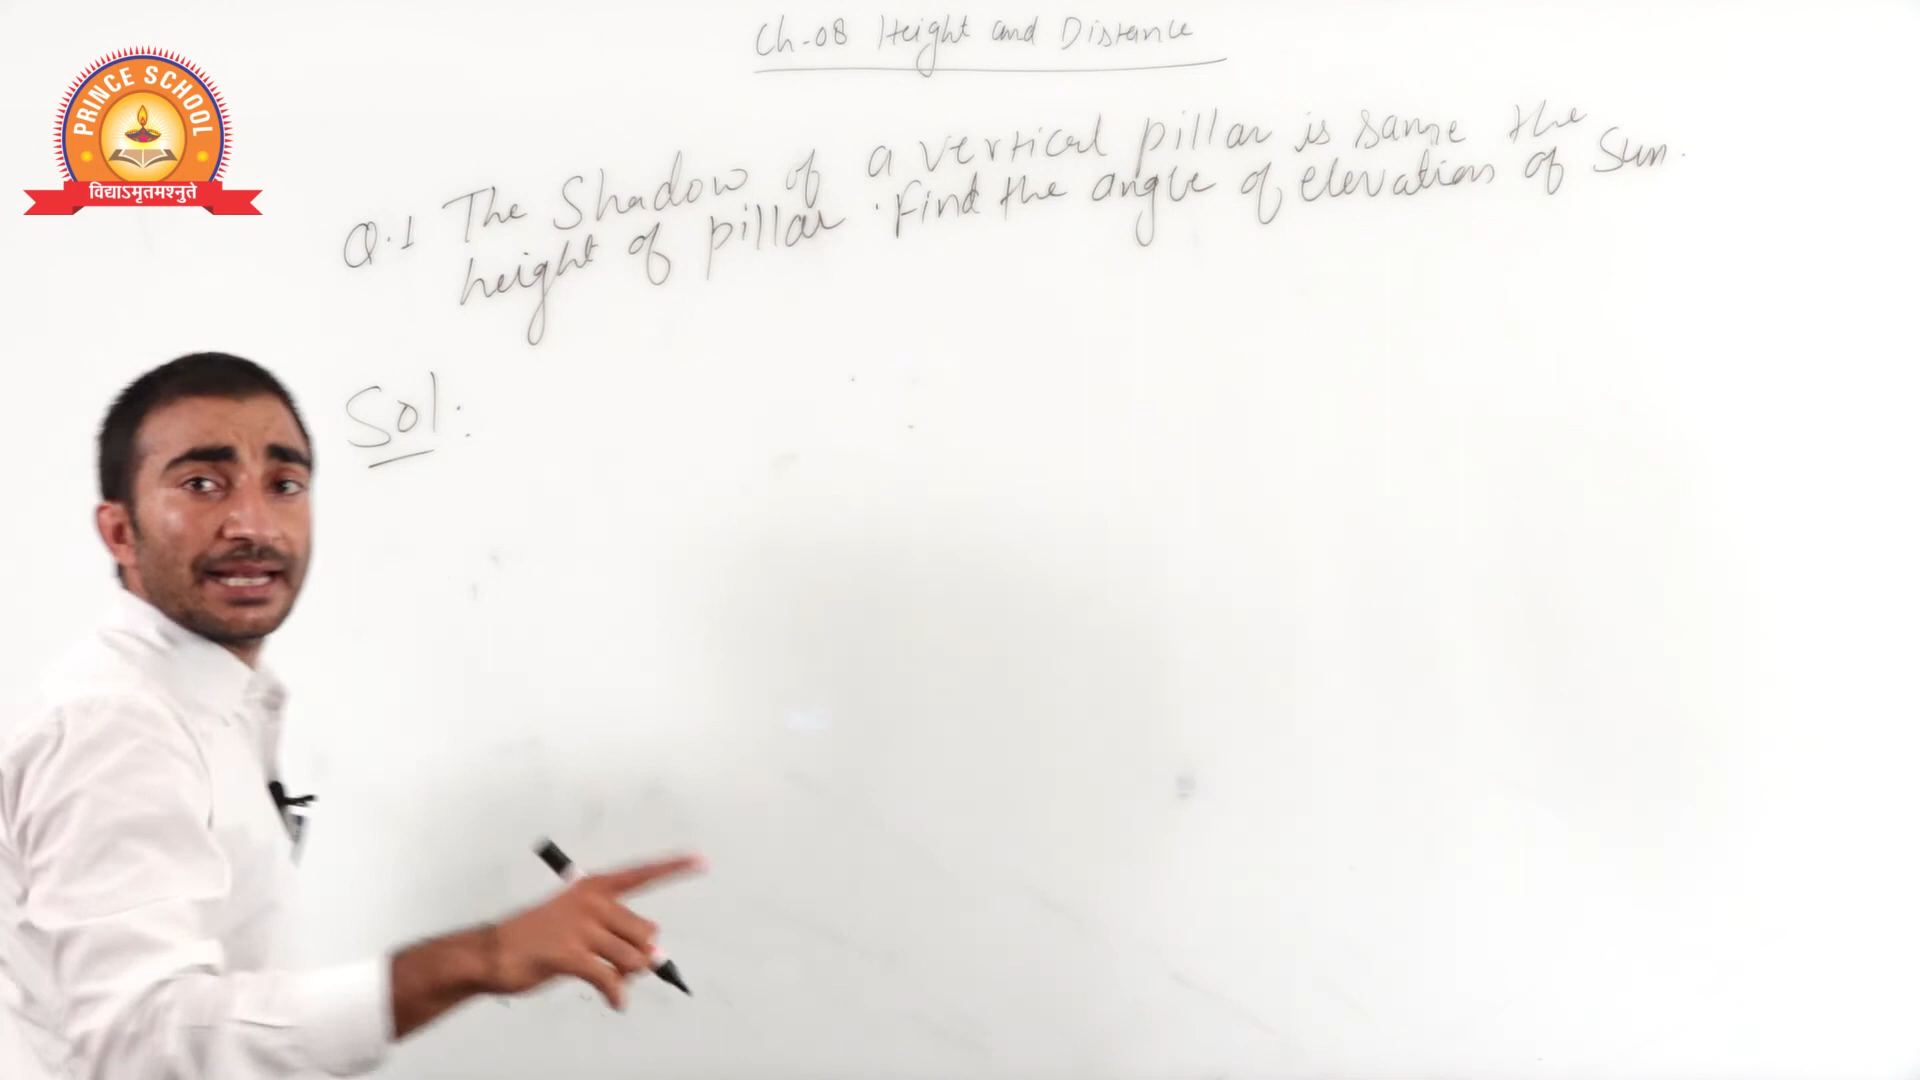 PRINCE SCHOOL
विद्याऽमृतमश्नुते
Ch-08 Height and Distance
Q.1 The Shadow of a vertical pillar is same the
height of pillar. Find the angle of elevation of Sun.
Sol: